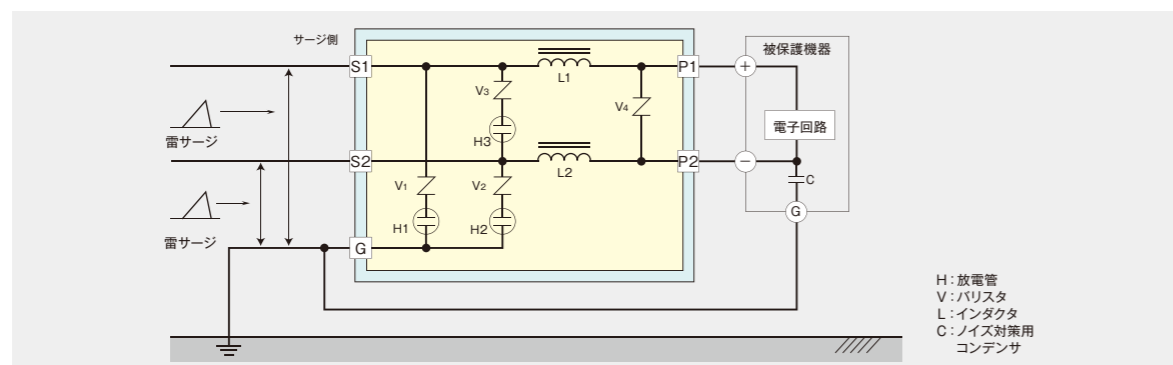 サージ側
被保護機器
S1
L1
P1
+
V3
V4
雷サージ
H3
電子回路
S2
L2
P2
−
V1
V2
C
H1
H2
G
G
雷サージ
H：放電管
V：バリスタ
L：インダクタ
C：ノイズ対策用
コンデンサ